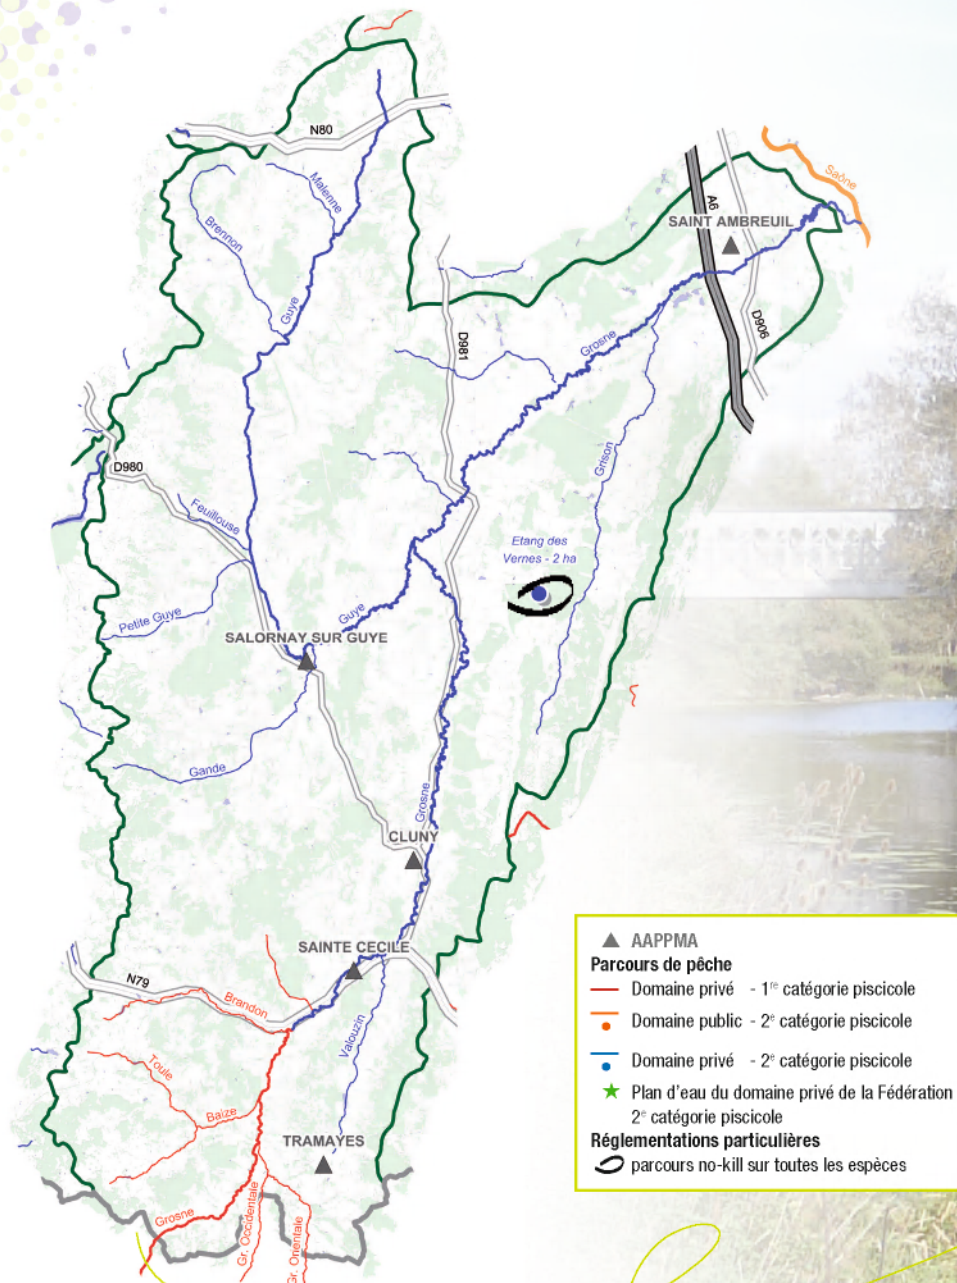 N80
Saône
A6
SAINT AMBREUIL
Malenne
Brennon
Guye
D981
Grosne
D906
D980
Grison
Feuillouse
Etang des
Vernes - 2 ha
Petite Guye
Guye
SALORNAY SUR GUYE
Gande
Grosne
CLUNY
SAINTE CECILE
N79
Brandon
Valouzin
Toule
Baize
TRAMAYES
Grosne
Gr. Occidentale
Gr. Orientale
AAPPMA
Parcours de pêche
Domaine privé - 1re catégorie piscicole
Domaine public - 2e catégorie piscicole
Domaine privé - 2e catégorie piscicole
Plan d'eau du domaine privé de la Fédération
2e catégorie piscicole
Réglementations particulières
parcours no-kill sur toutes les espèces